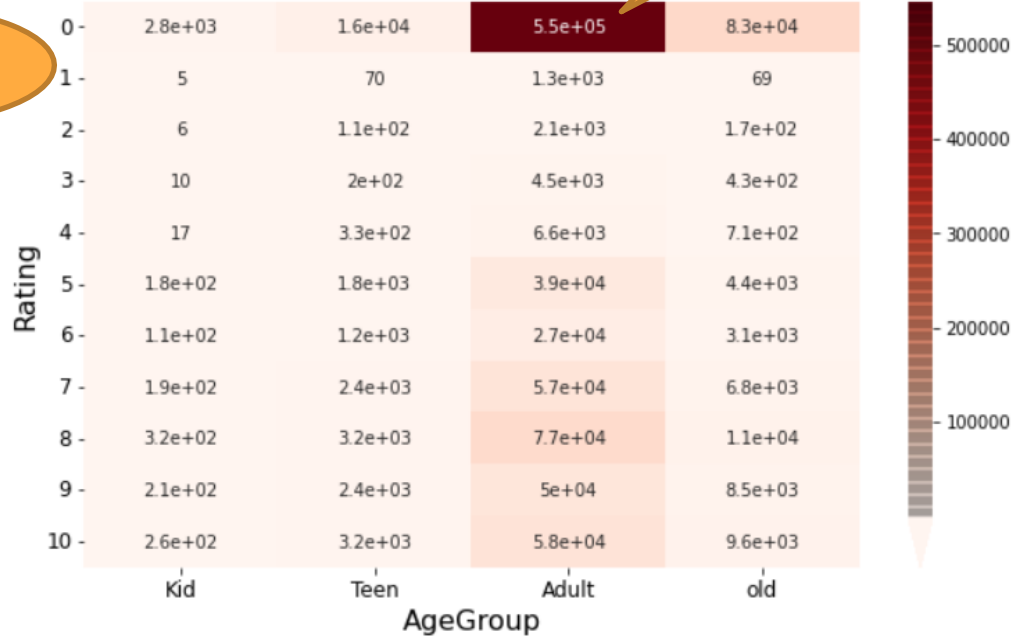 0 2.8e+03 1.6e+04 5.5e+05 8.3e+04
1 5 70 1.3e+03 69
2 6 1.1e+02 2.1e+03 1.7e+02
3 10 2e+02 4.5e+03 4.3e+02
4 17 3.3e+02 6.6e+03 7.1e+02
5 1.8e+02 1.8e+03 3.9e+04 4.4e+03
6 1.1e+02 1.2e+03 2.7e+04 3.1e+03
7 1.9e+02 2.4e+03 5.7e+04 6.8e+03
8 3.2e+02 3.2e+03 7.7e+04 1.1e+04
9 2.1e+02 2.4e+03 5e+04 8.5e+03
10 2.6e+02 3.2e+03 5.8e+04 9.6e+03
Kid Teen Adult old
AgeGroup
Rating
500000
400000
300000
200000
100000